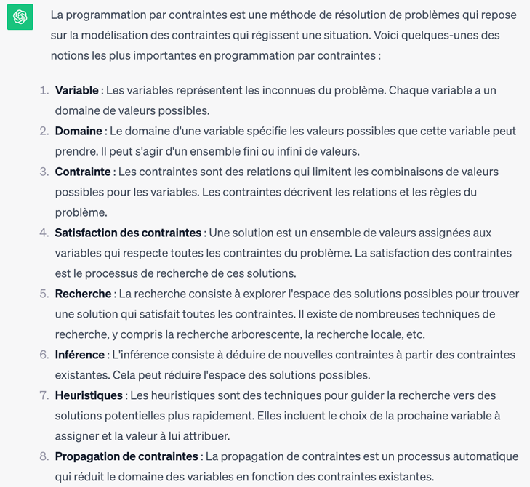 La programmation par contraintes est une méthode de résolution de problèmes qui repose
sur la modélisation des contraintes qui régissent une situation. Voici quelques-unes des
notions les plus importantes en programmation par contraintes :
1. Variable : Les variables représentent les inconnues du problème. Chaque variable a un
domaine de valeurs possibles.
2. Domaine : Le domaine d'une variable spécifie les valeurs possibles que cette variable peut
prendre. Il peut s'agir d'un ensemble fini ou infini de valeurs.
3. Contrainte : Les contraintes sont des relations qui limitent les combinaisons de valeurs
possibles pour les variables. Les contraintes décrivent les relations et les règles du
problème.
4. Satisfaction des contraintes : Une solution est un ensemble de valeurs assignées aux
variables qui respecte toutes les contraintes du problème. La satisfaction des contraintes
est le processus de recherche de ces solutions.
5. Recherche : La recherche consiste à explorer l'espace des solutions possibles pour trouver
une solution qui satisfait toutes les contraintes. Il existe de nombreuses techniques de
recherche, y compris la recherche arborescente, la recherche locale, etc.
6. Inférence : L'inférence consiste à déduire de nouvelles contraintes à partir des contraintes
existantes. Cela peut réduire l'espace des solutions possibles.
7. Heuristiques : Les heuristiques sont des techniques pour guider la recherche vers des
solutions potentielles plus rapidement. Elles incluent le choix de la prochaine variable à
assigner et la valeur à lui attribuer.
8. Propagation de contraintes : La propagation de contraintes est un processus automatique
qui réduit le domaine des variables en fonction des contraintes existantes.